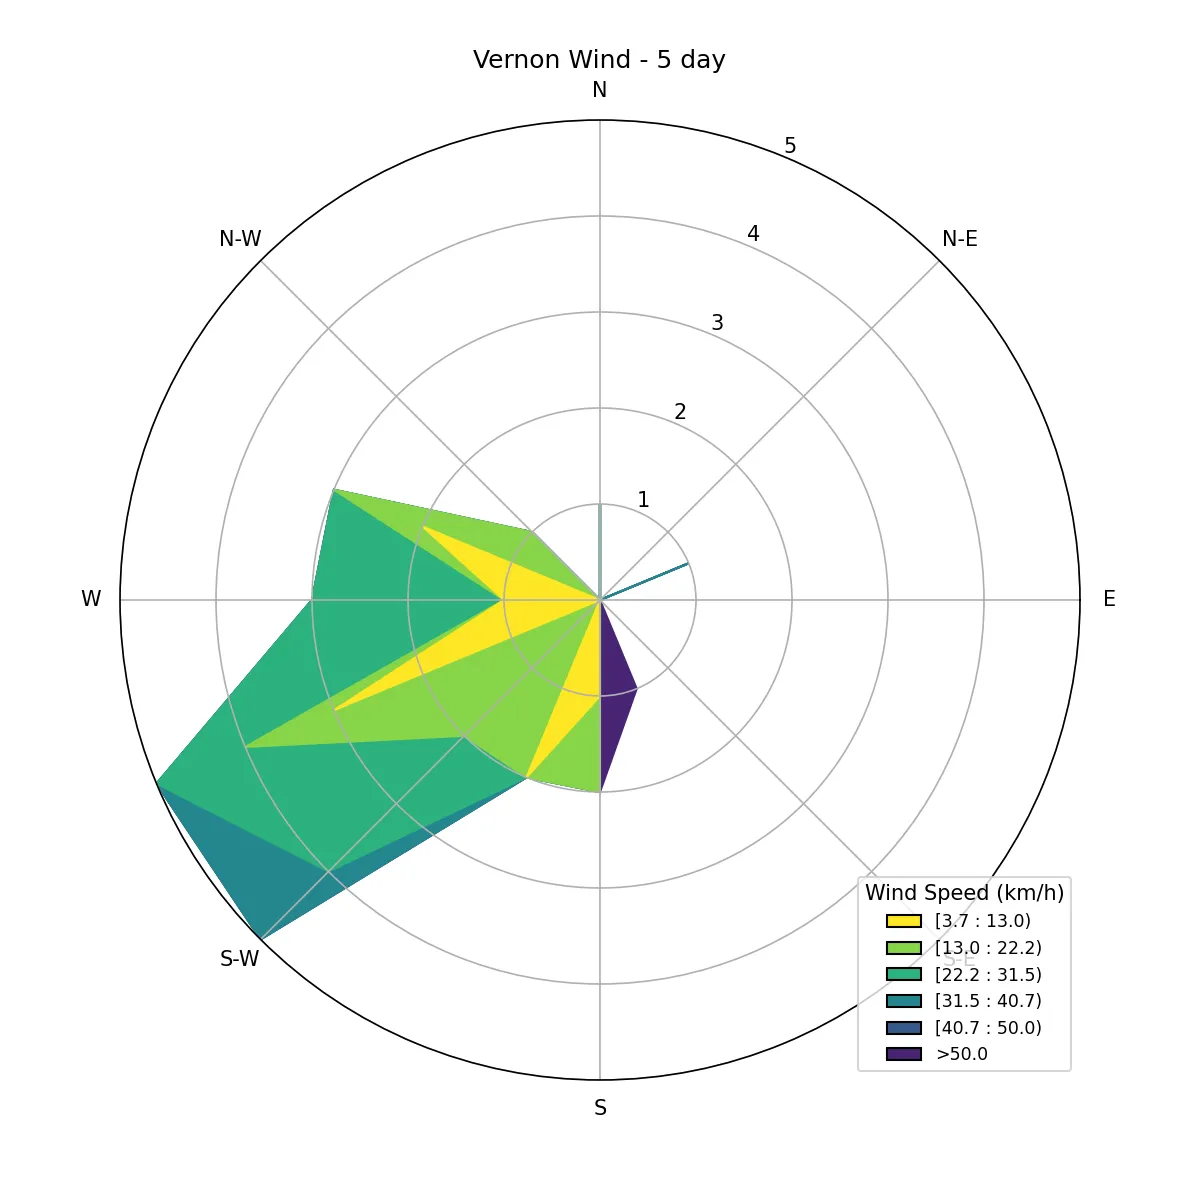 Vernon Wind - 5 day
N
5
N-W
4
N-E
3
2
1
W
E
S-W
S-E
S
Wind Speed (km/h)
[3.7 : 13.0)
[13.0 : 22.2)
[22.2 : 31.5)
[31.5 : 40.7)
[40.7 : 50.0)
>50.0